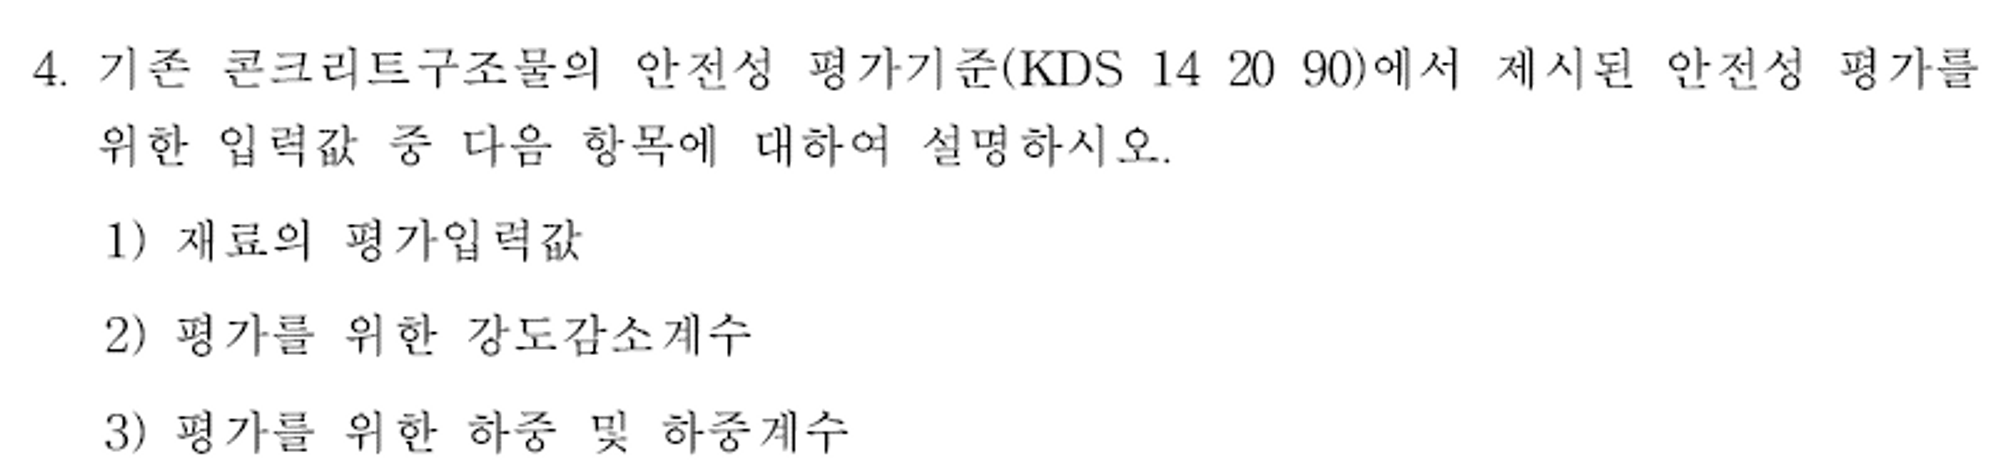 4. 기존 콘크리트구조물의 안전성 평가기준(KDS 14 20 90)에서 제시된 안전성 평가를
위한 입력값 중 다음 항목에 대하여 설명하시오.
1) 재료의 평가입력값
2) 평가를 위한 강도감소계수
3) 평가를 위한 하중 및 하중계수